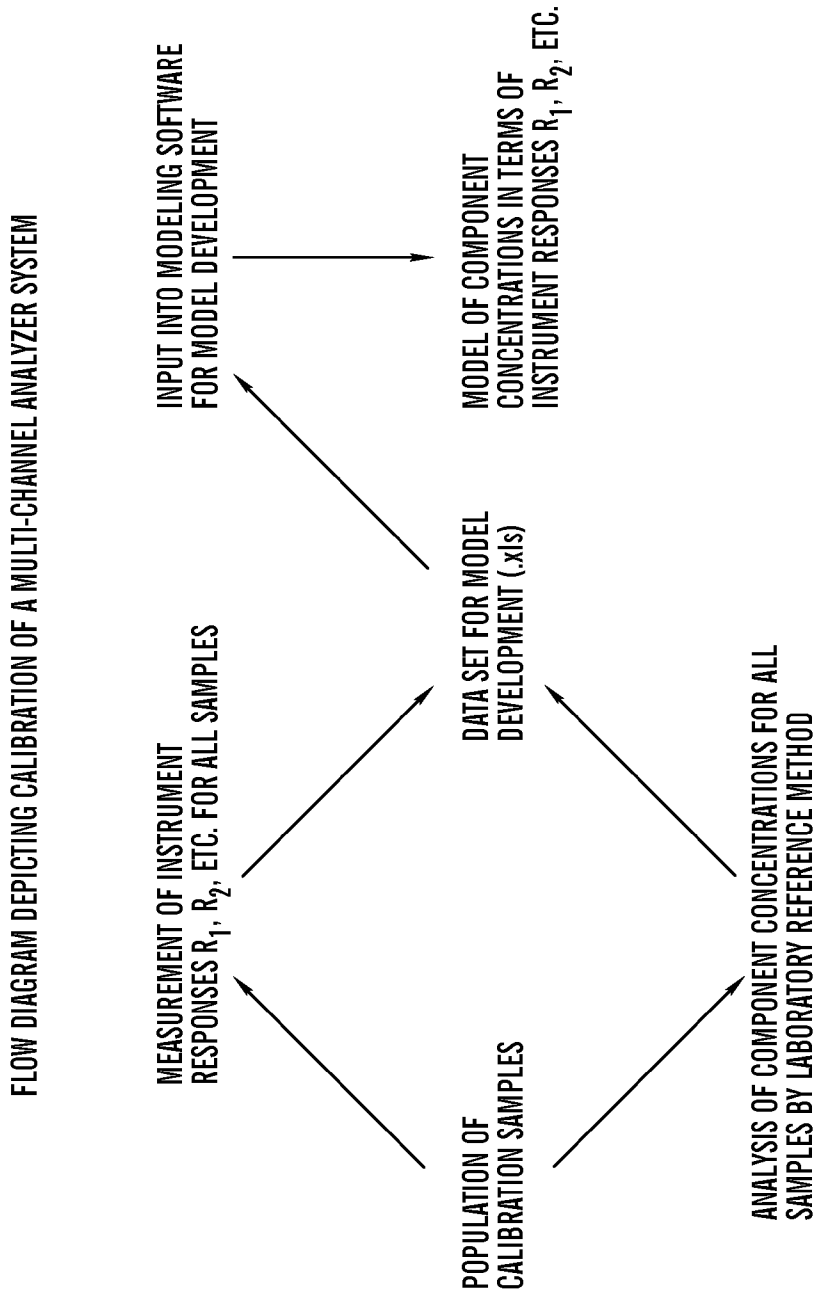 FLOW DIAGRAM DEPICTING CALIBRATION OF A MULTI-CHANNEL ANALYZER SYSTEM
POPULATION OF
CALIBRATION SAMPLES
MEASUREMENT OF INSTRUMENT
RESPONSES R₁, R₂, ETC. FOR ALL SAMPLES
ANALYSIS OF COMPONENT CONCENTRATIONS FOR ALL
SAMPLES BY LABORATORY REFERENCE METHOD
DATA SET FOR MODEL
DEVELOPMENT (.xls)
INPUT INTO MODELING SOFTWARE
FOR MODEL DEVELOPMENT
MODEL OF COMPONENT
CONCENTRATIONS IN TERMS OF
INSTRUMENT RESPONSES R₁, R₂, ETC.